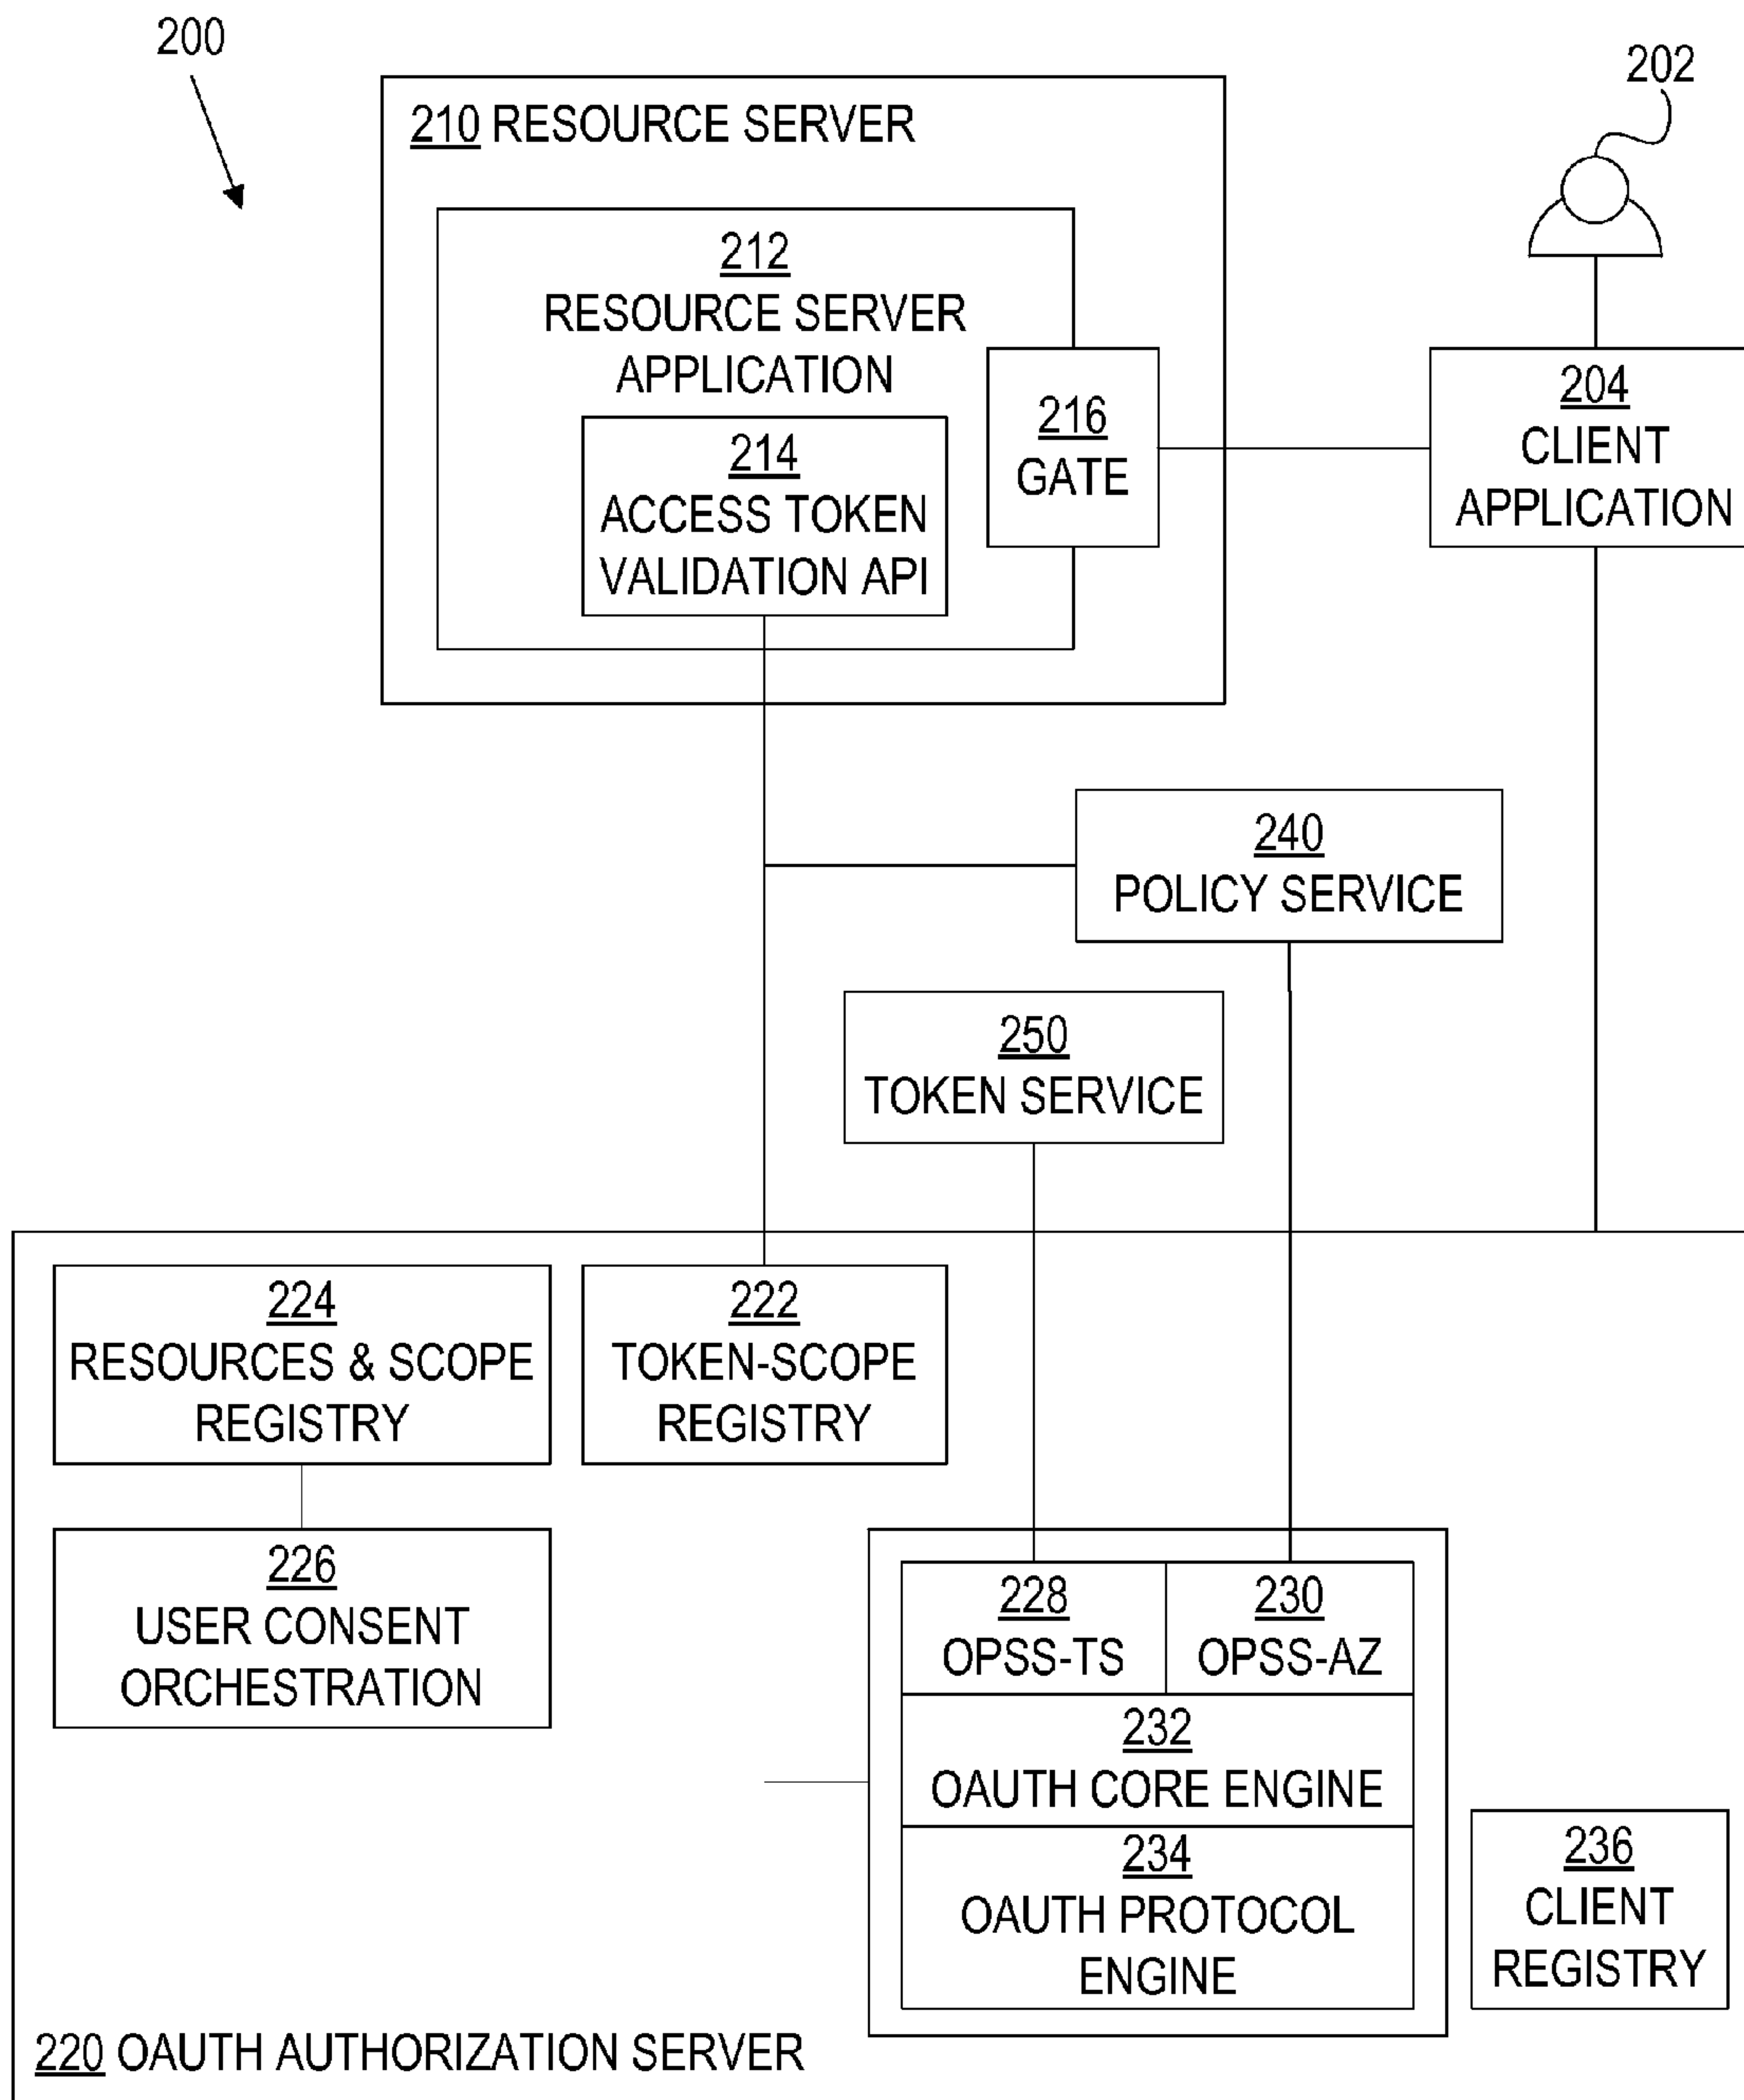 200
202
210 RESOURCE SERVER
212
RESOURCE SERVER
APPLICATION
214
ACCESS TOKEN
VALIDATION API
216
GATE
204
CLIENT
APPLICATION
240
POLICY SERVICE
250
TOKEN SERVICE
224
RESOURCES & SCOPE
REGISTRY
222
TOKEN-SCOPE
REGISTRY
226
USER CONSENT
ORCHESTRATION
228
OPSS-TS
230
OPSS-AZ
232
OAUTH CORE ENGINE
234
OAUTH PROTOCOL
ENGINE
236
CLIENT
REGISTRY
220 OAUTH AUTHORIZATION SERVER